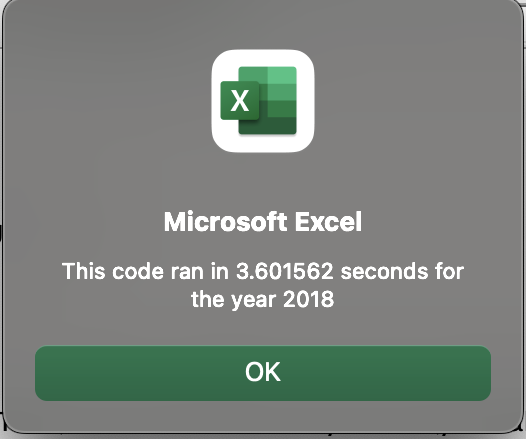 X
Microsoft Excel
This code ran in 3.601562 seconds for
the year 2018
OK